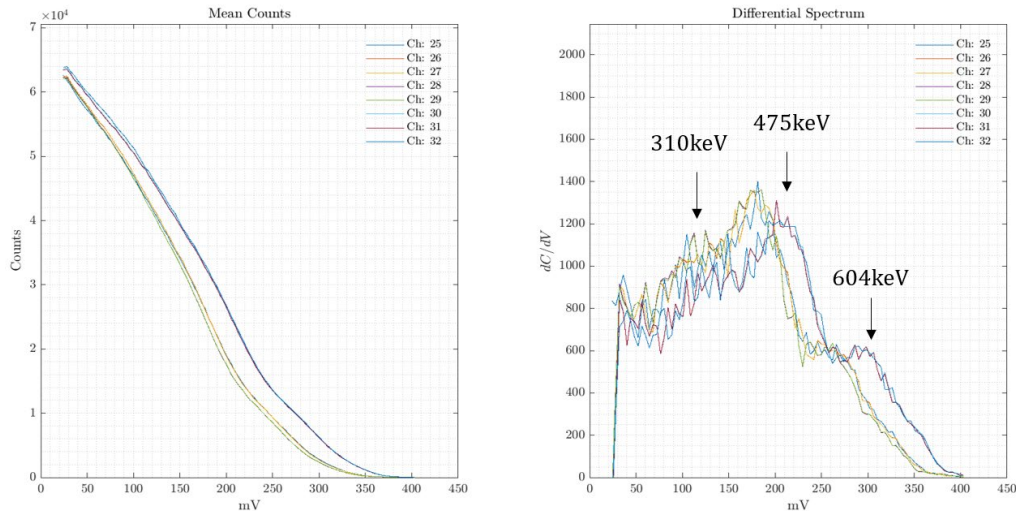 Mean Counts
×10⁴
7
6
5
4
3
2
1
0
Counts
0 50 100 150 200 250 300 350 400 450
mV
Ch: 25
Ch: 26
Ch: 27
Ch: 28
Ch: 29
Ch: 30
Ch: 31
Ch: 32
Differential Spectrum
2000
1800
1600
1400
1200
1000
800
600
400
200
0
dC/dV
0 50 100 150 200 250 300 350 400 450
mV
Ch: 25
Ch: 26
Ch: 27
Ch: 28
Ch: 29
Ch: 30
Ch: 31
Ch: 32
310keV
475keV
604keV